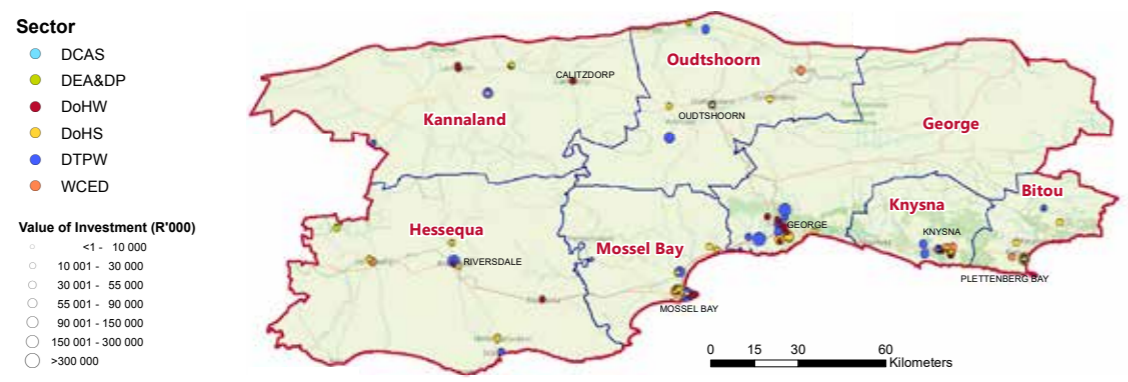 Sector
DCAS
DEA&DP
DoHW
DoHS
DTPW
WCED
Value of Investment (R'000)
<1 - 10 000
10 001 - 30 000
30 001 - 55 000
55 001 - 90 000
90 001 - 150 000
150 001 - 300 000
>300 000
Oudtshoorn
CALITZDORP
OUDTSHOORN
Kannaland
George
Bitou
Knysna
Hessequa
Mossel Bay
GEORGE
KNYSNA
RIVERSDALE
PLETTENBERG BAY
MOSSEL BAY
0 15 30 60
Kilometers